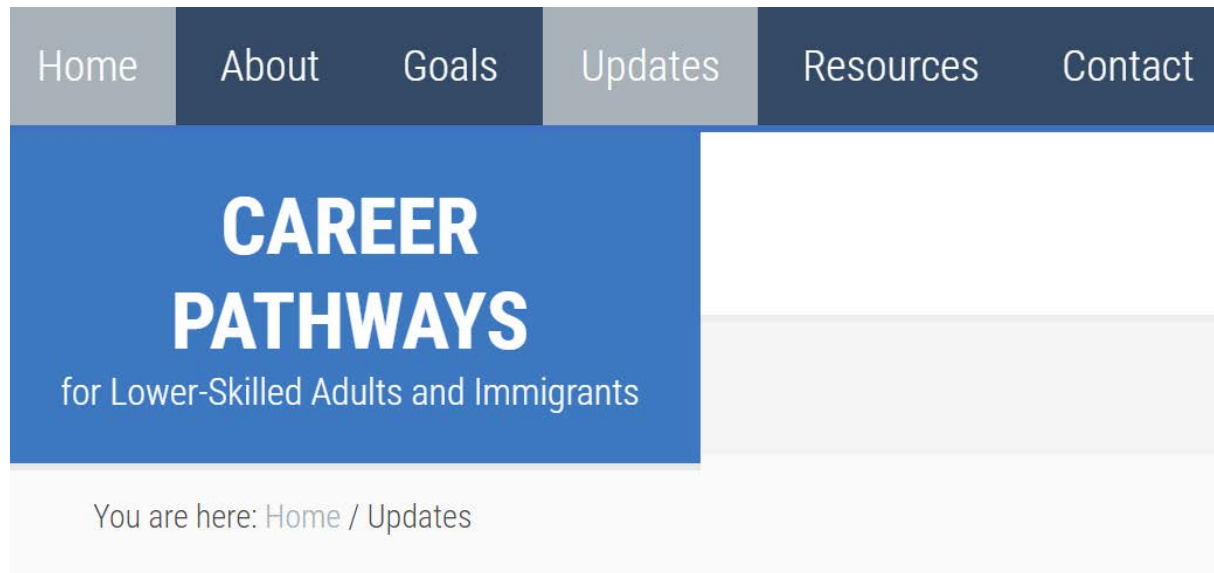 Home About Goals Updates Resources Contact
CAREER
PATHWAYS
for Lower-Skilled Adults and Immigrants
You are here: Home / Updates